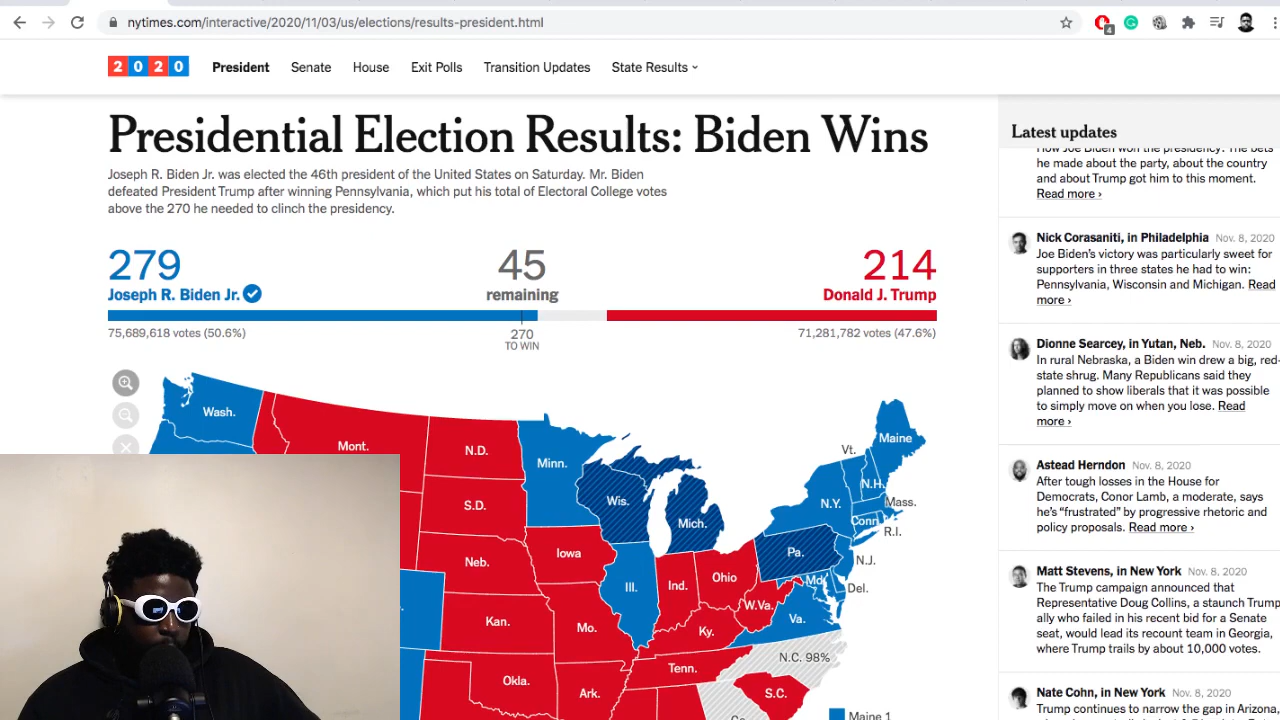 nytimes.com/interactive/2020/11/03/us/elections/results-president.html
4
2020
President
Senate
House
Exit Polls
Transition Updates
State Results
Presidential Election Results: Biden Wins
Joseph R. Biden Jr. was elected the 46th president of the United States on Saturday. Mr. Biden
defeated President Trump after winning Pennsylvania, which put his total of Electoral College votes
above the 270 he needed to clinch the presidency.
279
Joseph R. Biden Jr.
45
remaining
214
Donald J. Trump
75,689,618 votes (50.6%)
270
TO WIN
71,281,782 votes (47.6%)
Wash.
Mont.
N.D.
Minn.
S.D.
Wis.
Mich.
Vt.
Maine
N.H.
N.Y.
Mass.
Conn
R.I.
Neb.
Iowa
Pa.
N.J.
Ill.
Ind.
Ohio
Md
Del.
W.Va.
Va.
Kan.
Mo.
Ky.
N.C. 98%
Tenn.
Okla.
Ark.
S.C.
Maine 1
Latest updates
How Joe Biden won the presidency: The bets
he made about the party, about the country
and about Trump got him to this moment.
Read more ›
Nick Corasaniti, in Philadelphia Nov. 8, 2020
Joe Biden's victory was particularly sweet for
supporters in three states he had to win:
Pennsylvania, Wisconsin and Michigan. Read
more ›
Dionne Searcey, in Yutan, Neb. Nov. 8, 2020
In rural Nebraska, a Biden win drew a big, red-
state shrug. Many Republicans said they
planned to show liberals that it was possible
to simply move on when you lose. Read
more ›
Astead Herndon Nov. 8, 2020
After tough losses in the House for
Democrats, Conor Lamb, a moderate, says
he's "frustrated" by progressive rhetoric and
policy proposals. Read more ›
Matt Stevens, in New York Nov. 8, 2020
The Trump campaign announced that
Representative Doug Collins, a staunch Trump
ally who failed in his recent bid for a Senate
seat, would lead its recount team in Georgia,
where Trump trails by about 10,000 votes.
Nate Cohn, in New York Nov. 8, 2020
Trump continues to narrow the gap in Arizona,